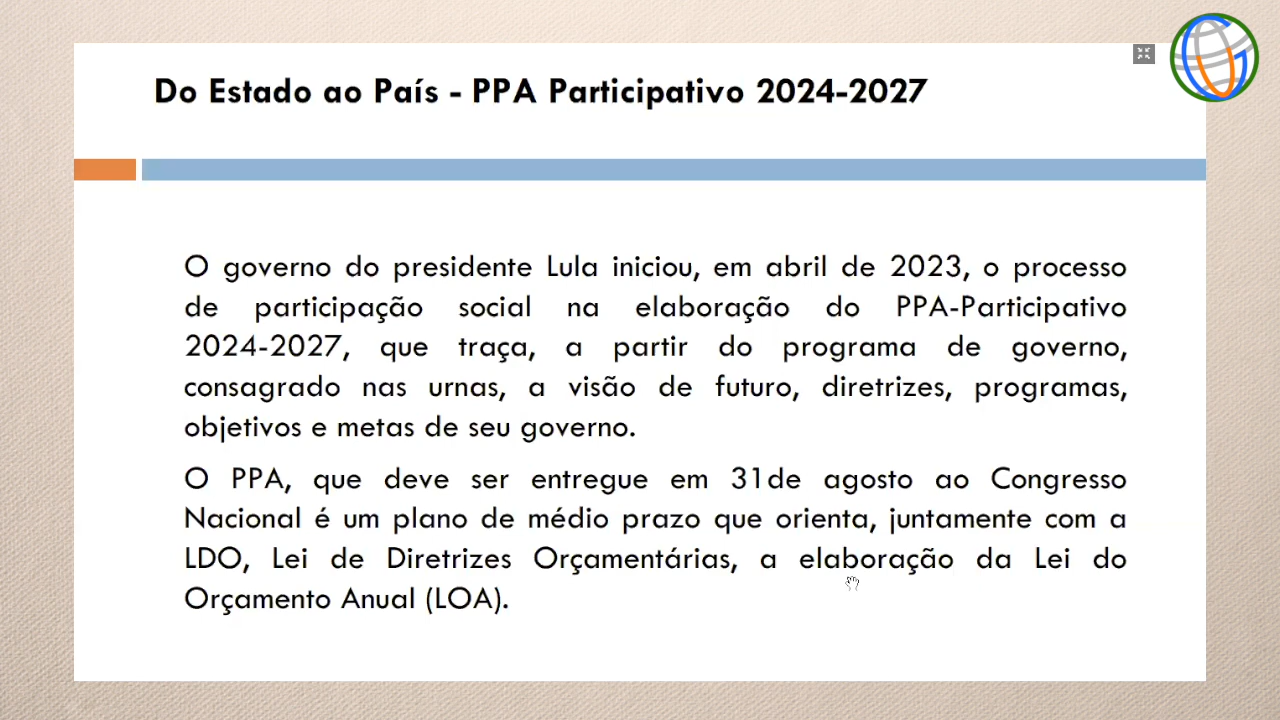 Do Estado ao País - PPA Participativo 2024-2027
O governo do presidente Lula iniciou, em abril de 2023, o processo
de participação social na elaboração do PPA-Participativo
2024-2027, que traça, a partir do programa de governo,
consagrado nas urnas, a visão de futuro, diretrizes, programas,
objetivos e metas de seu governo.
O PPA, que deve ser entregue em 31de agosto ao Congresso
Nacional é um plano de médio prazo que orienta, juntamente com a
LDO, Lei de Diretrizes Orçamentárias, a elaboração da Lei do
Orçamento Anual (LOA).